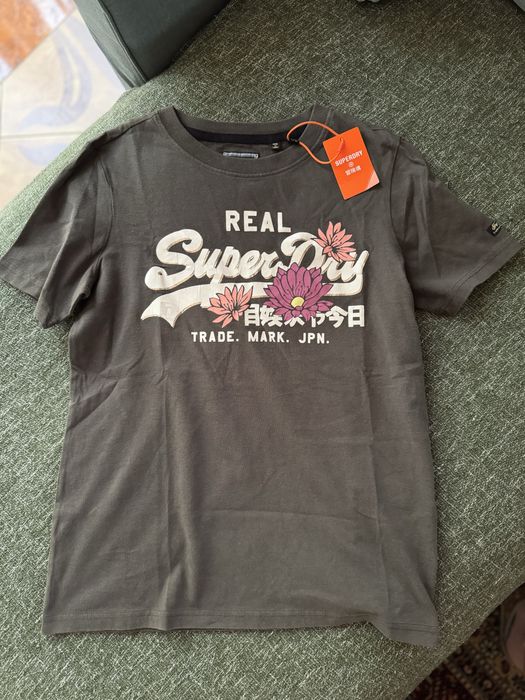 SUPERDRY
REAL
SuperDry
TRADE. MARK. JPN.